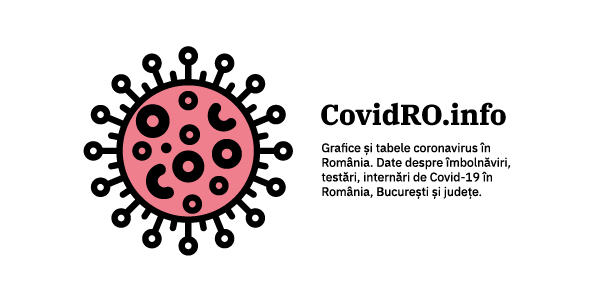 CovidRO.info
Grafice și tabele coronavirus în
România. Date despre îmbolnăviri,
testări, internări de Covid-19 în
România, București și județe.